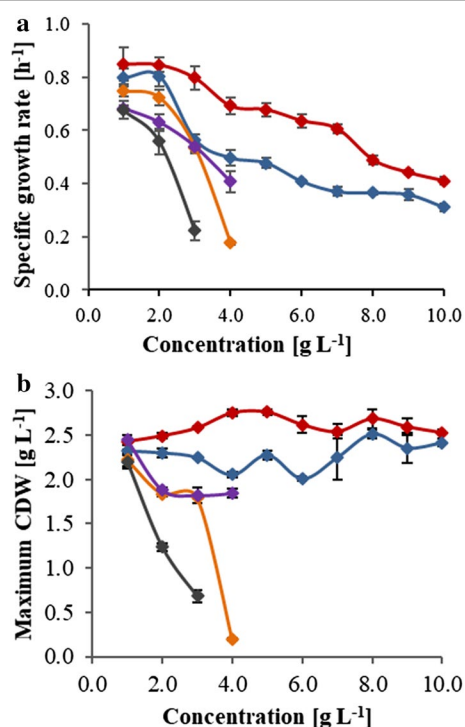 a
Specific growth rate [h⁻¹]
1.0
0.8
0.6
0.4
0.2
0.0
0.0 2.0 4.0 6.0 8.0 10.0
Concentration [g L⁻¹]
b
Maximum CDW [g L⁻¹]
3.0
2.5
2.0
1.5
1.0
0.5
0.0
0.0 2.0 4.0 6.0 8.0 10.0
Concentration [g L⁻¹]